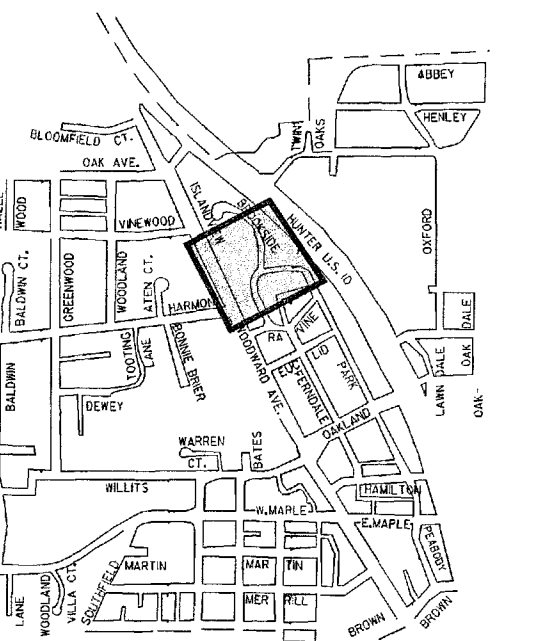 ABBEY
HENLEY
TWIN
OAKS
BLOOMFIELD CT.
OAK AVE.
ISLANDVIEW
BROOKSIDE
HUNTER U.S. 10
WOOD
VINEWOOD
OXFORD
BALDWIN CT.
GREENWOOD
WOODLAND
ATEN CT.
HARMON
DALE
VINE
RA
LID
EUC
FERNDALE
PARK
WOODWARD AVE.
TOOTING
LANE
BONNIE BRIER
BALDWIN
DEWEY
LAWN DALE
OAK
OAK-
OAKLAND
WARREN
CT.
BATES
WILLITS
HAMILTON
W.MAPLE
E.MAPLE
PEABODY
MARTIN
MAR TIN
SOUTHFIELD
VILLA CT.
WOODLAND
LANE
MER RILL
BROWN
BROWN